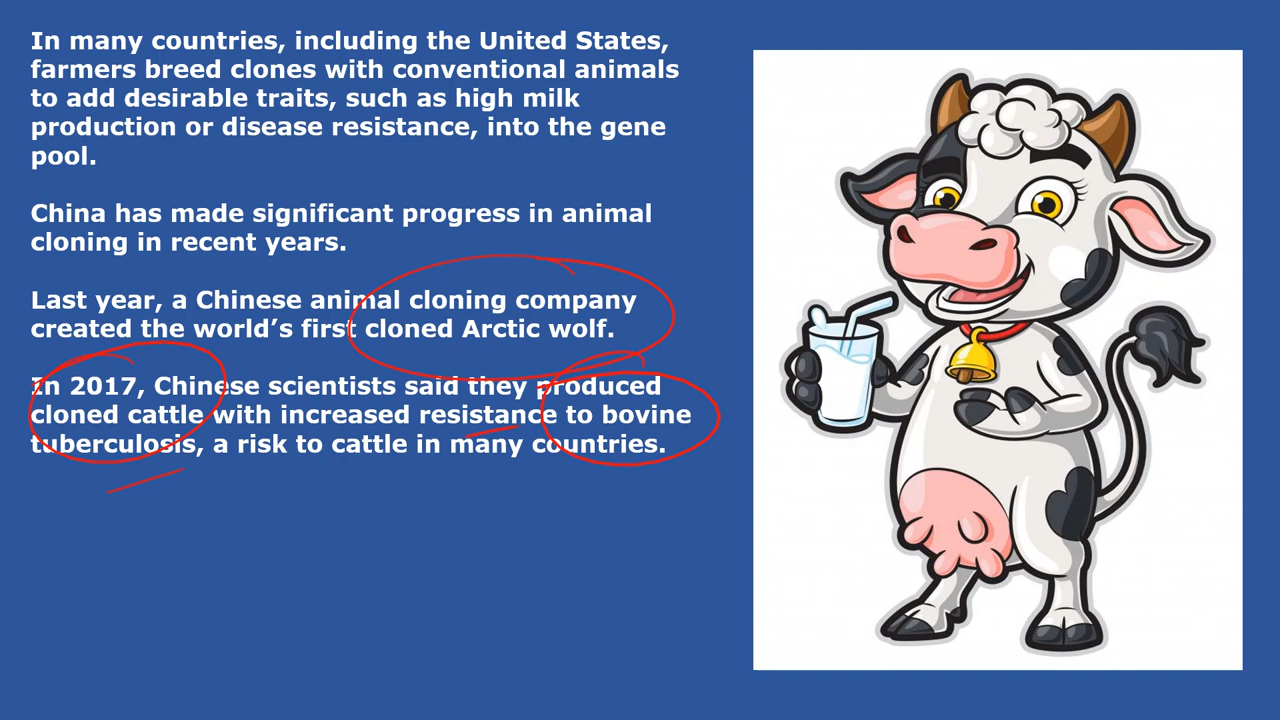 In many countries, including the United States,
farmers breed clones with conventional animals
to add desirable traits, such as high milk
production or disease resistance, into the gene
pool.
China has made significant progress in animal
cloning in recent years.
Last year, a Chinese animal cloning company
created the world’s first cloned Arctic wolf.
In 2017, Chinese scientists said they produced
cloned cattle with increased resistance to bovine
tuberculosis, a risk to cattle in many countries.